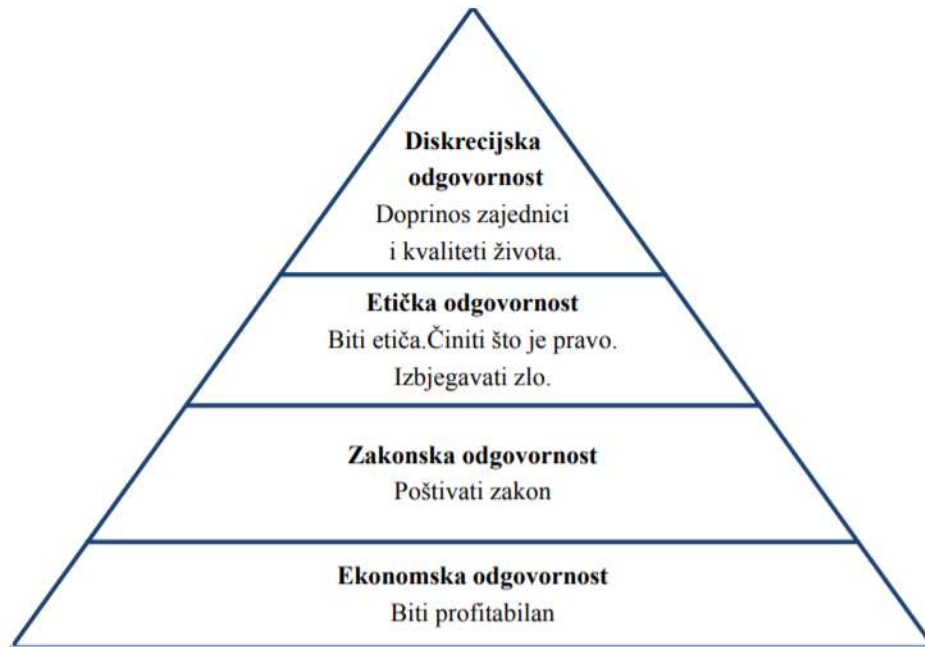 Diskrecijska
odgovornost
Doprinos zajednici
i kvaliteti života.
Etička odgovornost
Biti etiča.Činiti što je pravo.
Izbjegavati zlo.
Zakonska odgovornost
Poštivati zakon
Ekonomska odgovornost
Biti profitabilan